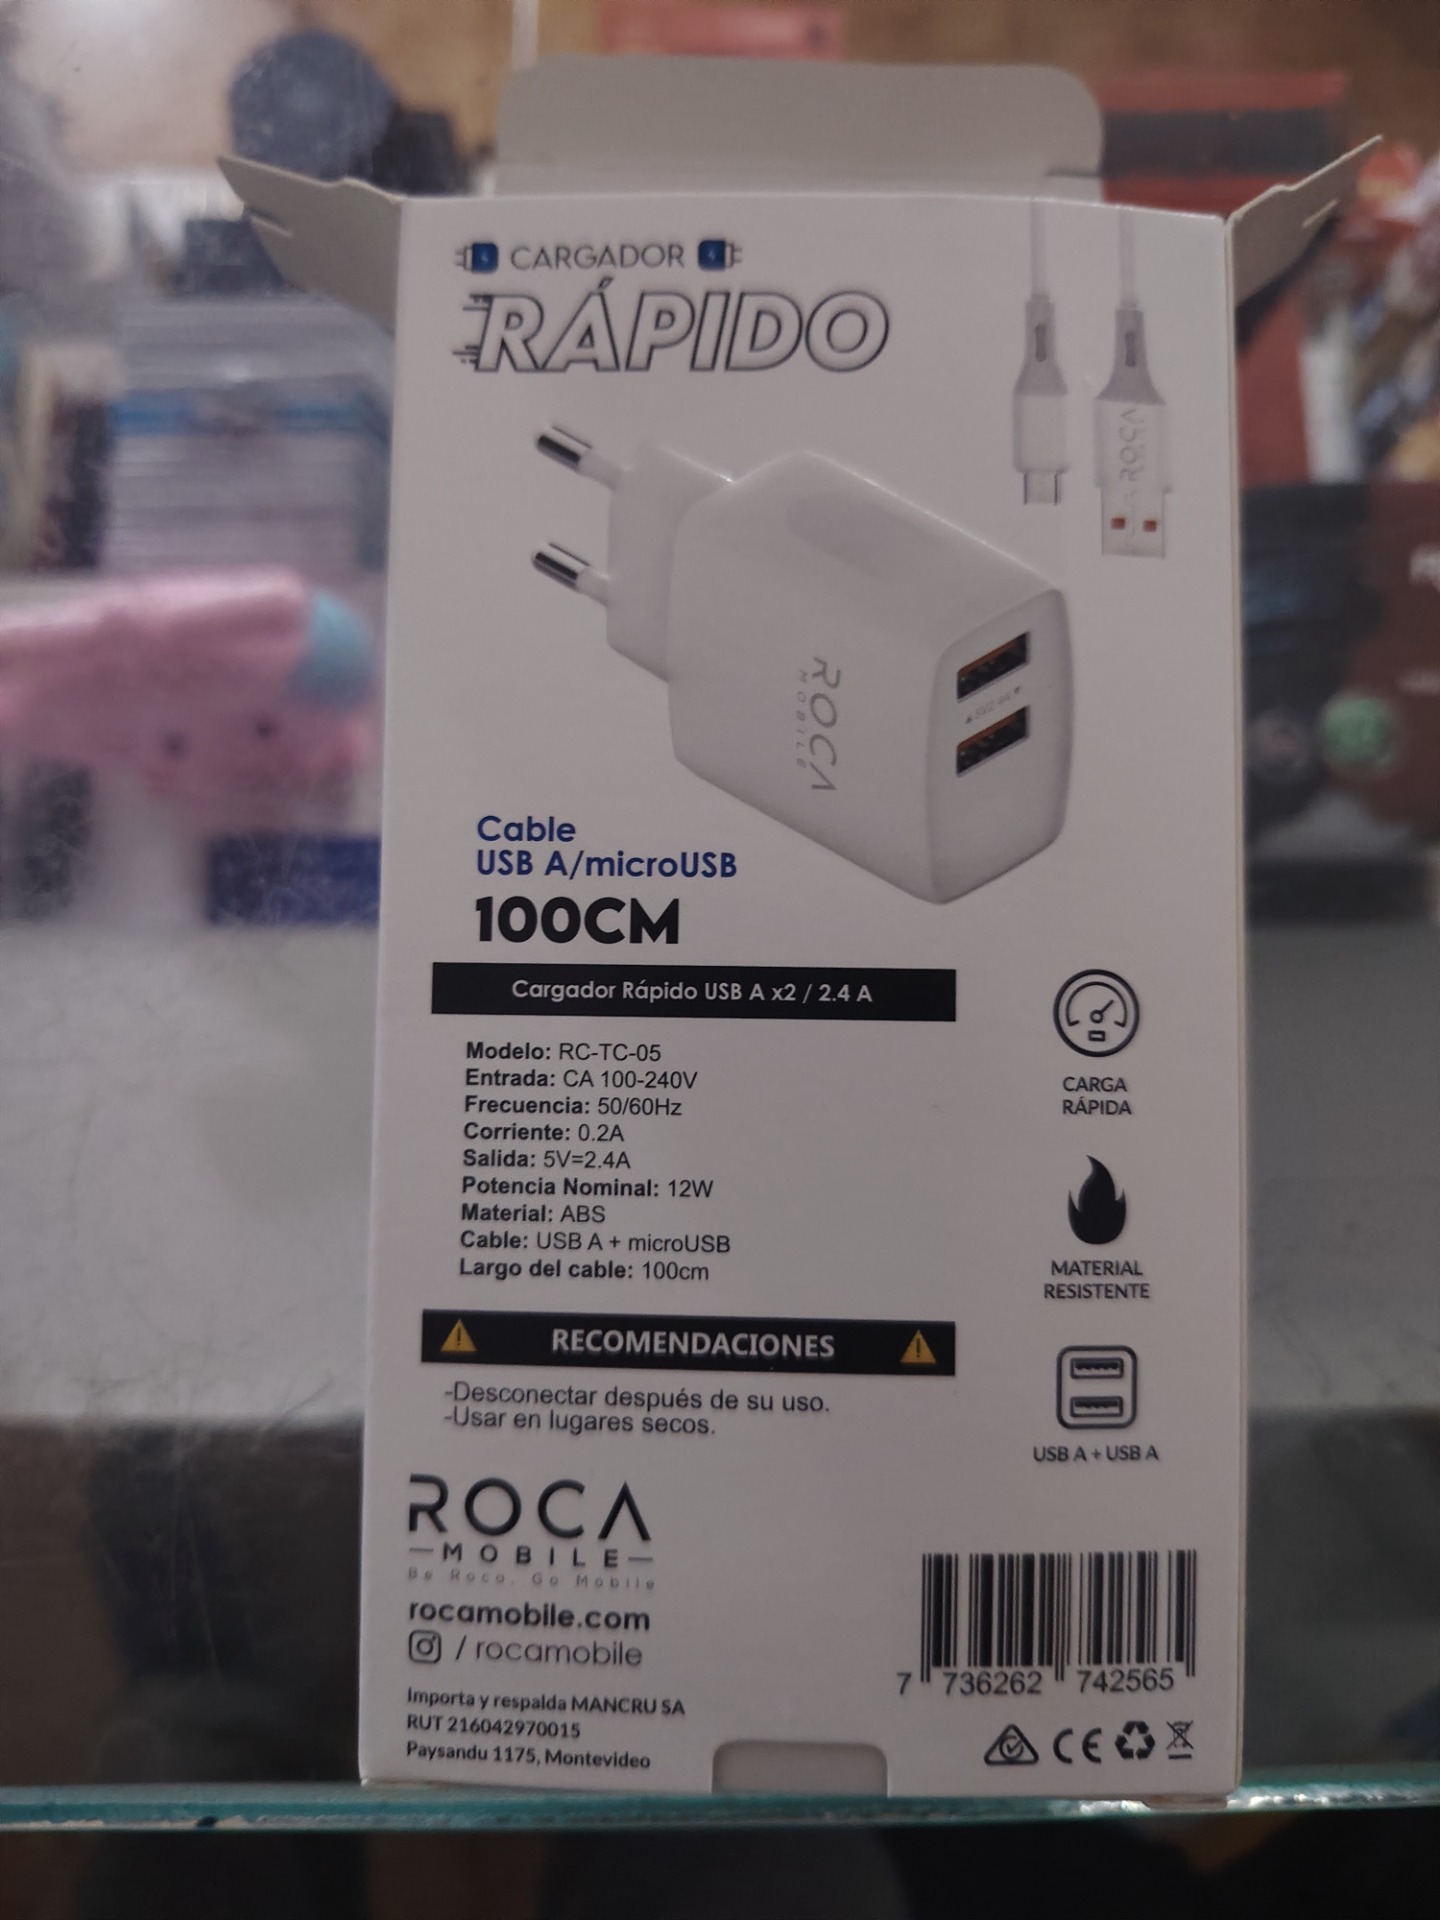 CARGADOR
RÁPIDO
ROCA
ROCA
MOBILE
Cable
USB A/microUSB
100CM
Cargador Rápido USB A x2 / 2.4 A
Modelo: RC-TC-05
Entrada: CA 100-240V
Frecuencia: 50/60Hz
Corriente: 0.2A
Salida: 5V=2.4A
Potencia Nominal: 12W
Material: ABS
Cable: USB A + microUSB
Largo del cable: 100cm
CARGA
RÁPIDA
MATERIAL
RESISTENTE
USB A + USB A
RECOMENDACIONES
-Desconectar después de su uso.
-Usar en lugares secos.
ROCA
MOBILE
Be Roca, Go Mobile
rocamobile.com
/ rocamobile
Importa y respalda MANCRU SA
RUT 216042970015
Paysandu 1175, Montevideo
7 736262 742565
CE